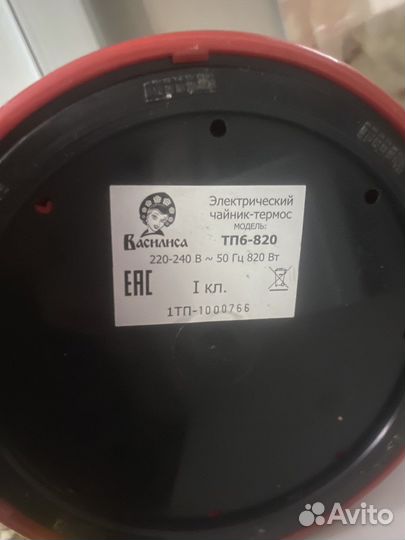 Электрический
чайник-термос
МОДЕЛЬ:
Василиса
ТП6-820
220-240 В ~ 50 Гц 820 Вт
EAC
I кл.
1ТП-1000766
Avito